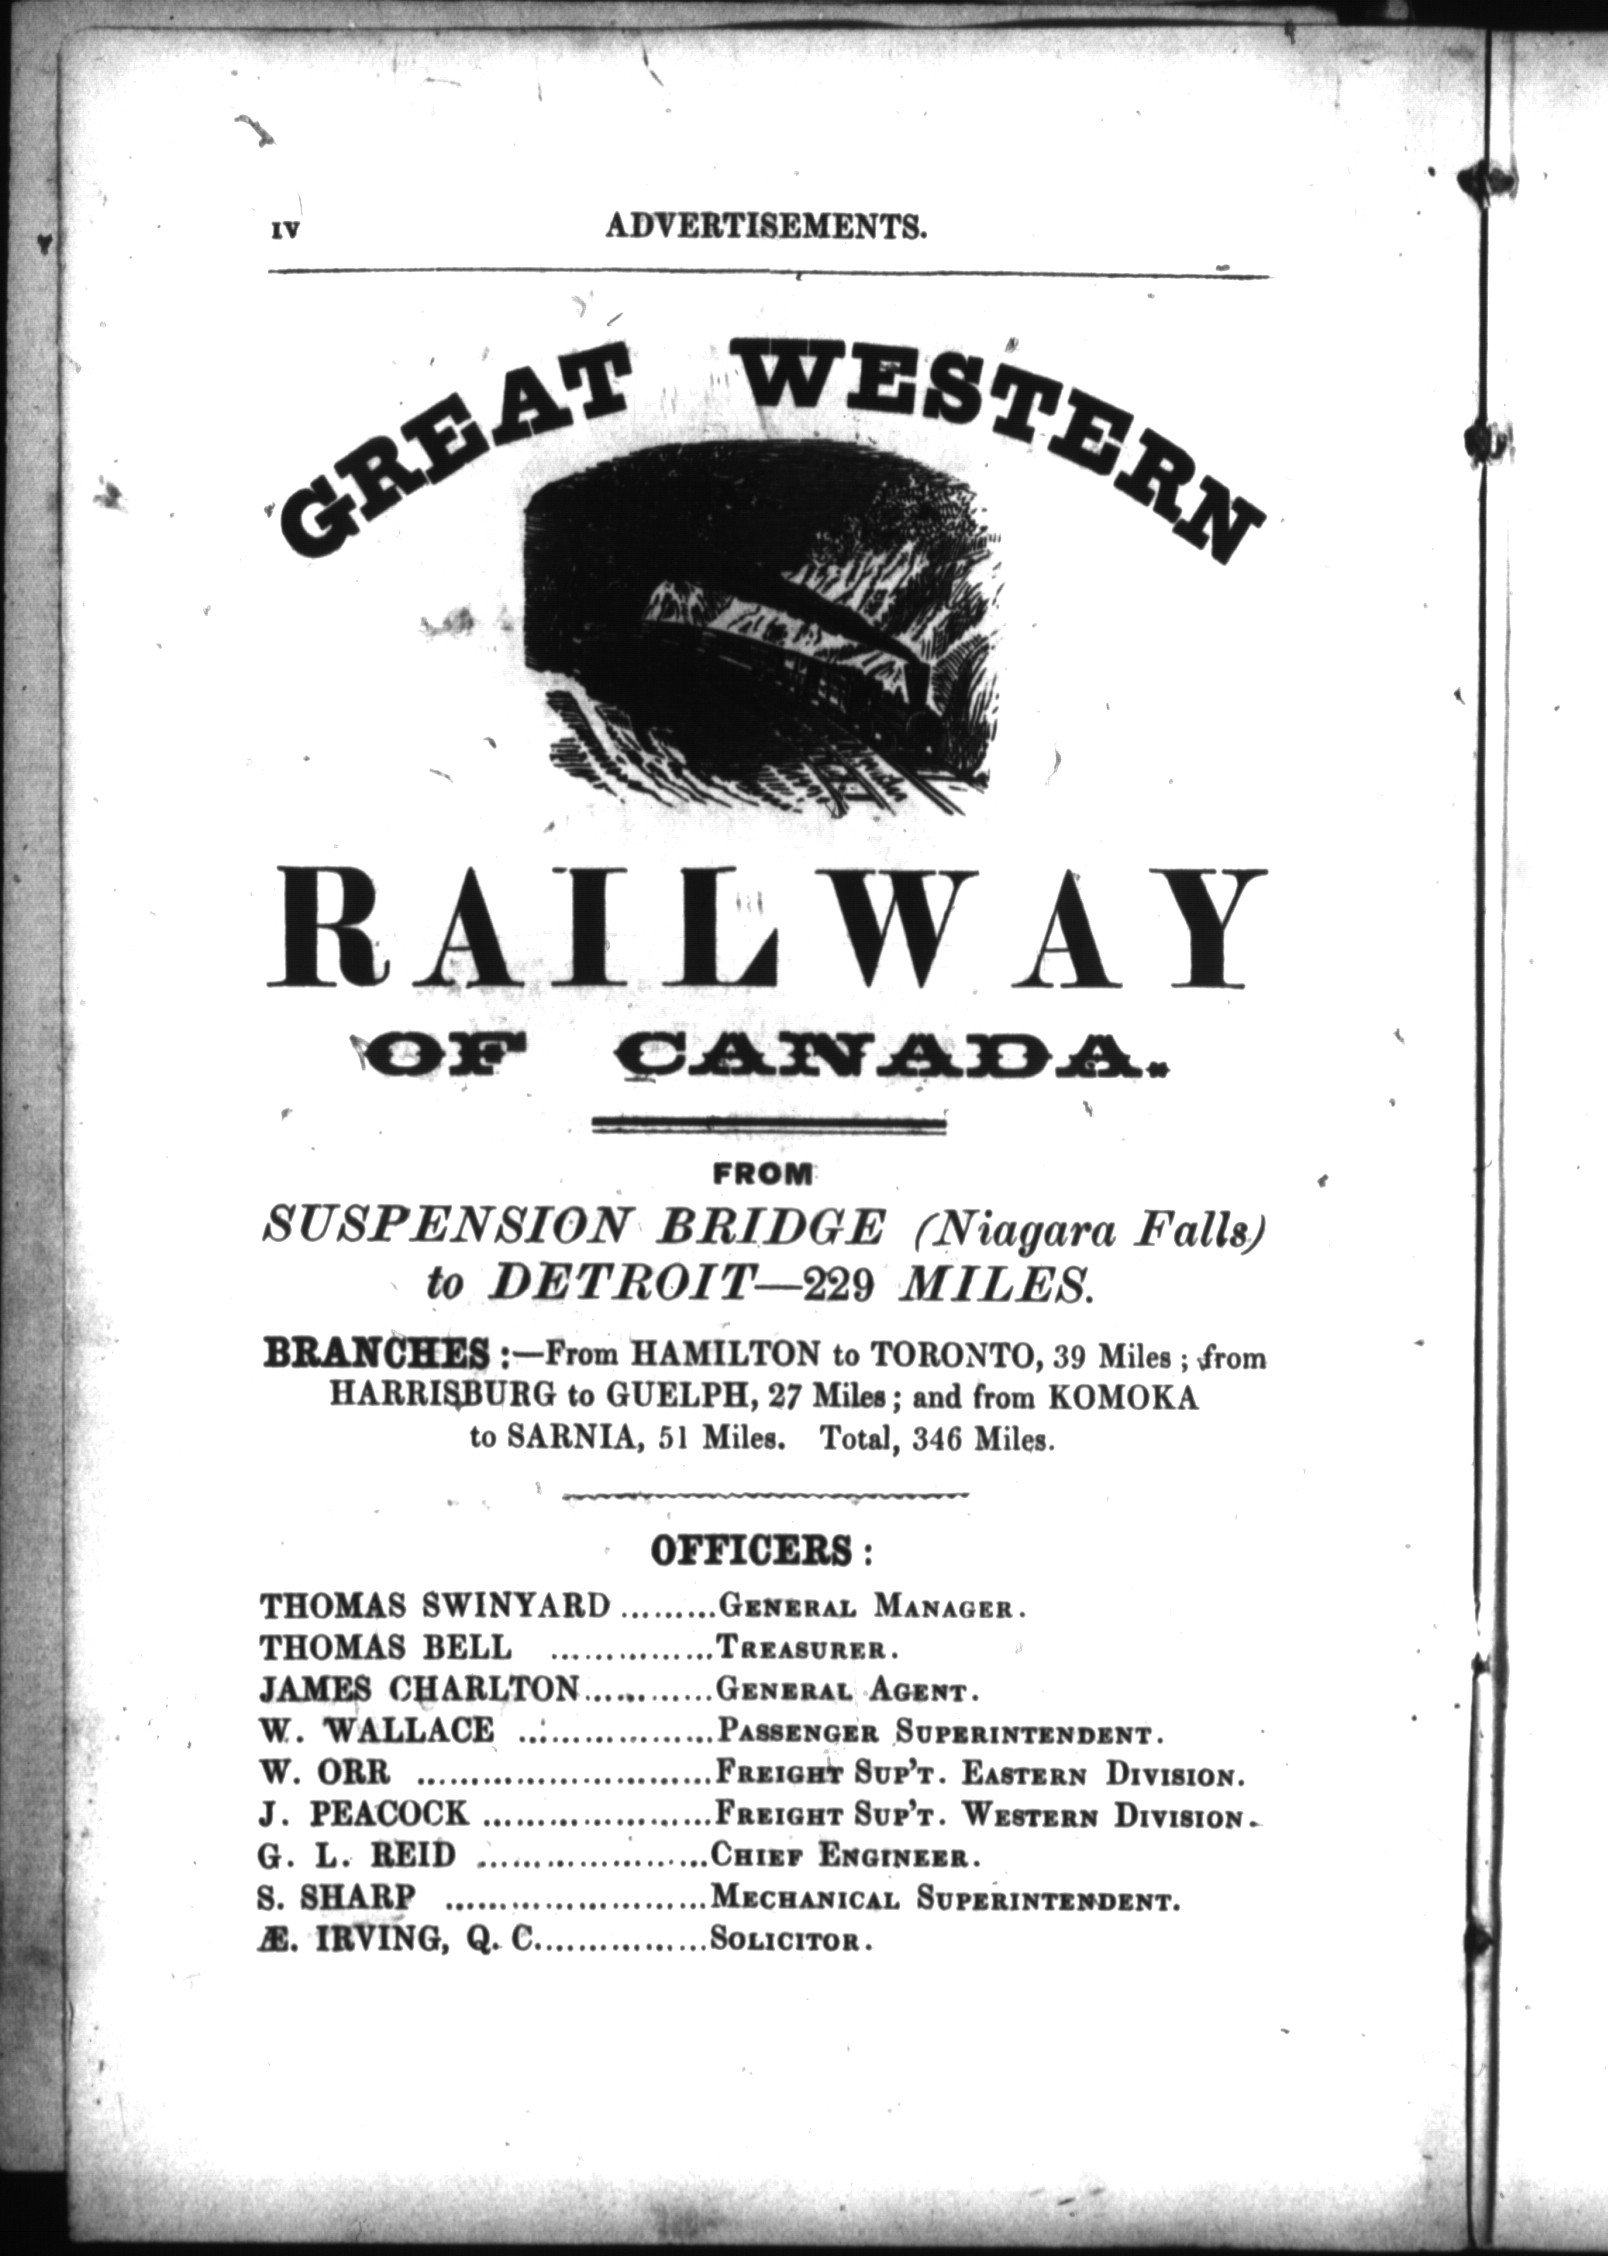 IV ADVERTISEMENTS.
GREAT WESTERN
RAILWAY
OF CANADA.
FROM
SUSPENSION BRIDGE (Niagara Falls)
to DETROIT—229 MILES.
BRANCHES :—From HAMILTON to TORONTO, 39 Miles ; from
HARRISBURG to GUELPH, 27 Miles ; and from KOMOKA
to SARNIA, 51 Miles. Total, 346 Miles.
OFFICERS :
THOMAS SWINYARD .........GENERAL MANAGER.
THOMAS BELL ...............TREASURER.
JAMES CHARLTON............GENERAL AGENT.
W. WALLACE ..................PASSENGER SUPERINTENDENT.
W. ORR ...........................FREIGHT SUP'T. EASTERN DIVISION.
J. PEACOCK .....................FREIGHT SUP'T. WESTERN DIVISION.
G. L. REID .....................CHIEF ENGINEER.
S. SHARP ........................MECHANICAL SUPERINTENDENT.
Æ. IRVING, Q. C................SOLICITOR.